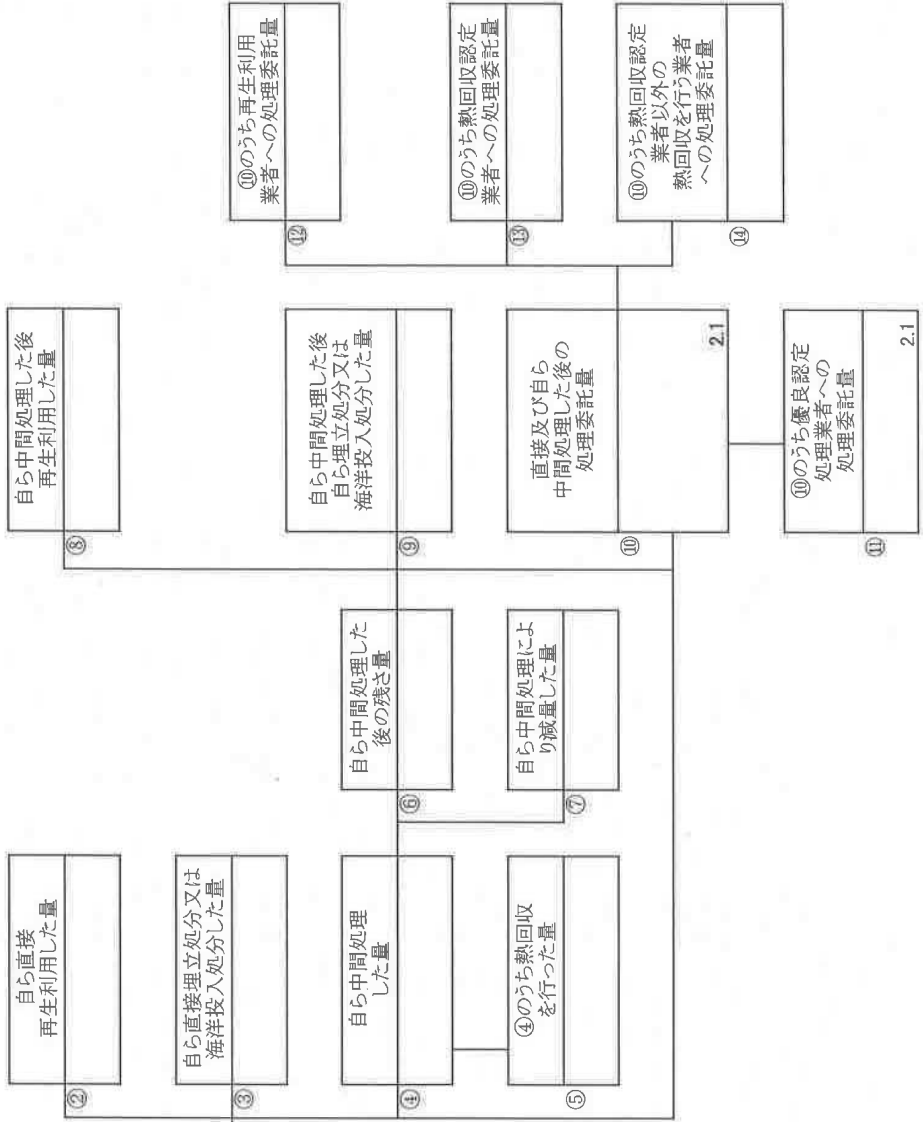 ②
自ら直接
再生利用した量
③
自ら直接埋立処分又は
海洋投入処分した量
④
自ら中間処理
した量
⑤
④のうち熱回収
を行った量
⑥
自ら中間処理した
後の残さ量
⑦
自ら中間処理によ
り減量した量
⑧
自ら中間処理した後
再生利用した量
⑨
自ら中間処理した後
自ら埋立処分又は
海洋投入処分した量
⑩
直接及び自ら
中間処理した後の
処理委託量
2.1
⑪
⑩のうち優良認定
処理業者への
処理委託量
2.1
⑫
⑩のうち再生利用
業者への処理委託量
⑬
⑩のうち熱回収認定
業者への処理委託量
⑭
⑩のうち熱回収認定
業者以外の
熱回収を行う業者
への処理委託量